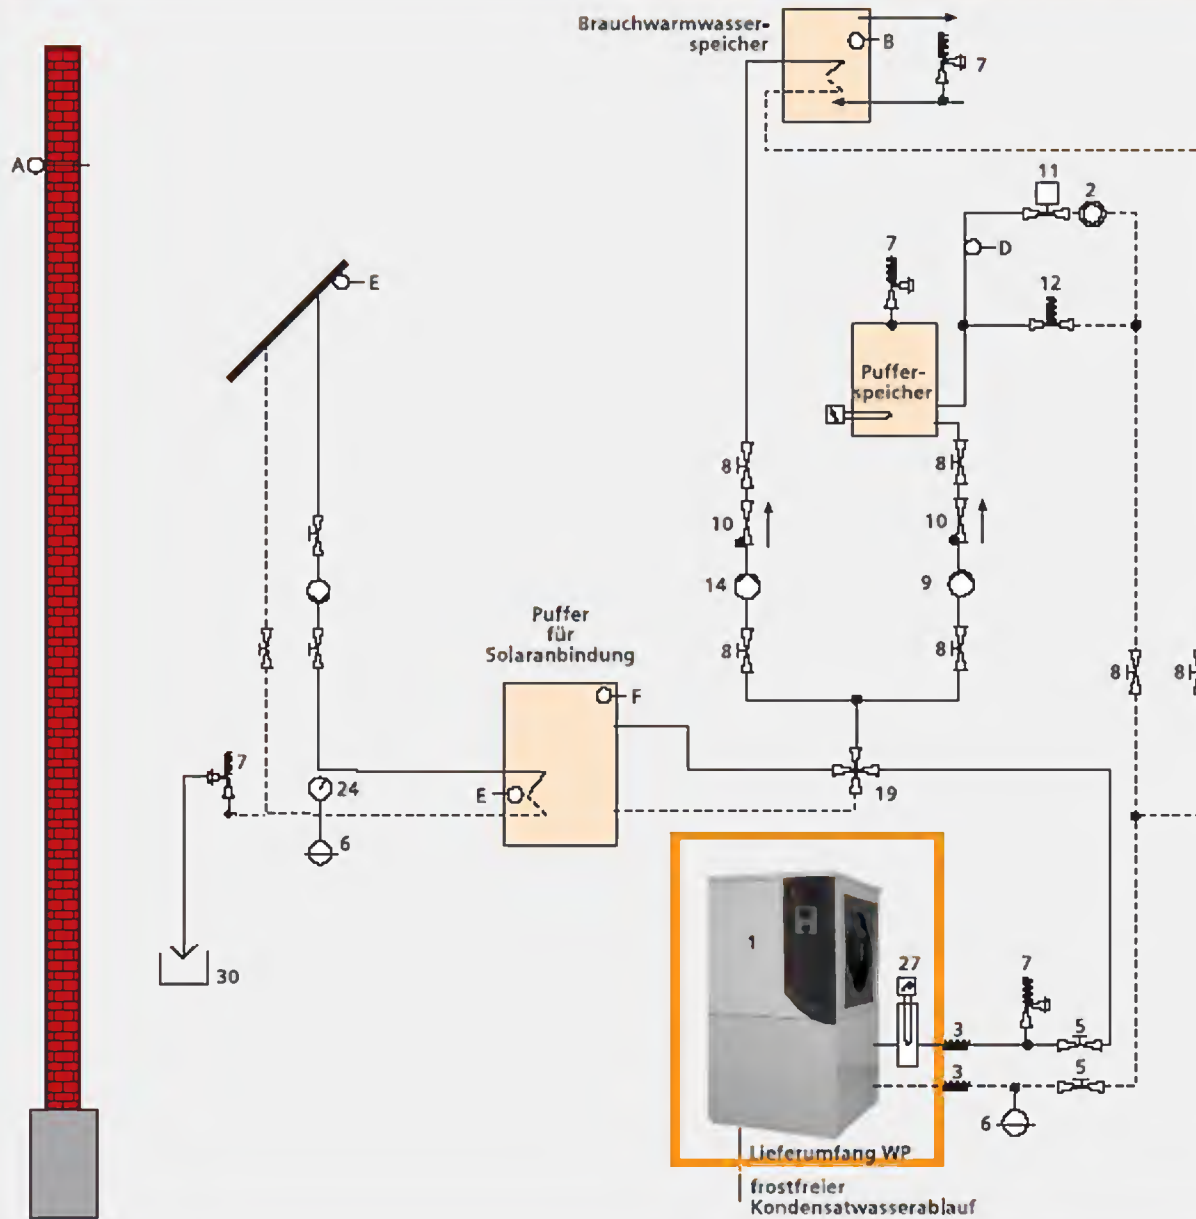 Brauchwarmwasser-
speicher
B
7
A
11
2
7
D
E
12
Puffer-
speicher
8
8
10
10
14
9
Puffer
für
Solaranbindung
8
8
8
8
F
7
24
E
19
6
1
27
7
30
3
5
3
5
6
Lieferumfang WP
frostfreier
Kondensatwasserablauf